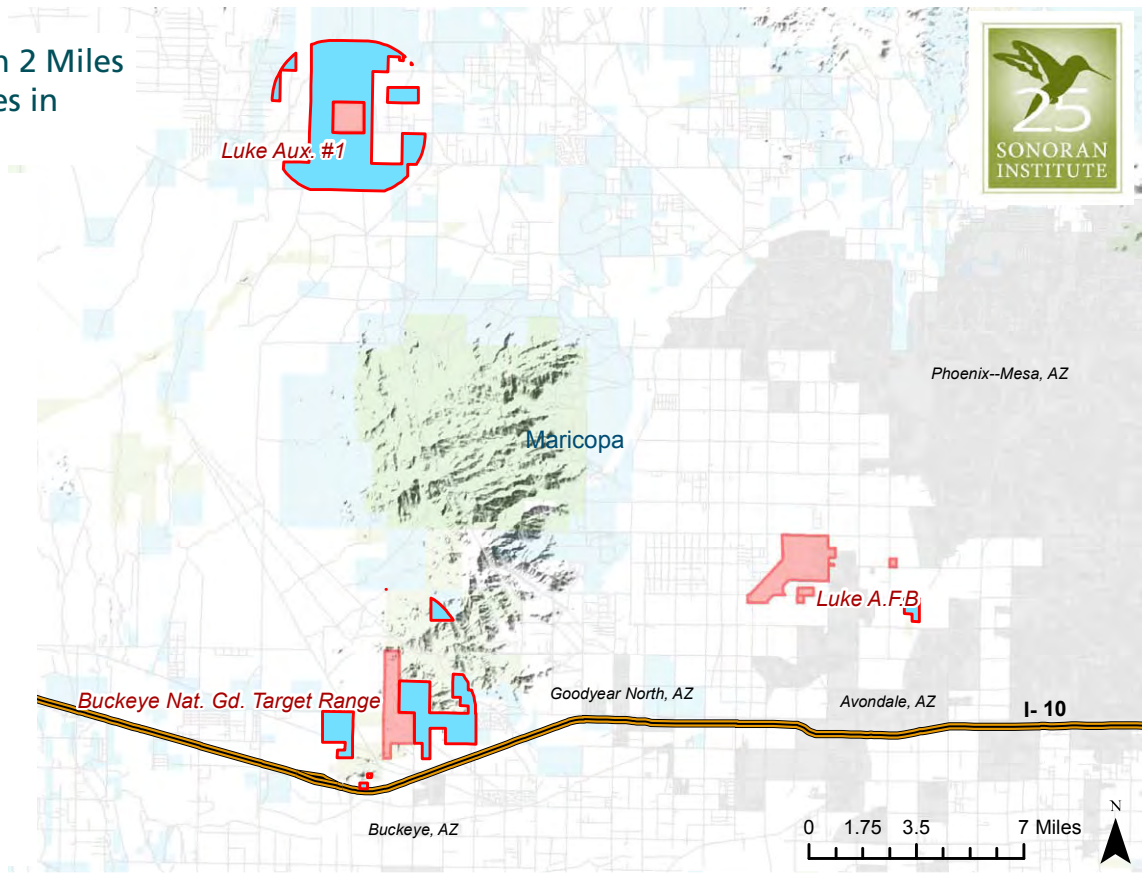 n 2 Miles
es in
25
SONORAN
INSTITUTE
Luke Aux. #1
Phoenix--Mesa, AZ
Maricopa
Luke A.F.B
Buckeye Nat. Gd. Target Range
Goodyear North, AZ
Avondale, AZ
I- 10
Buckeye, AZ
0 1.75 3.5 7 Miles
N